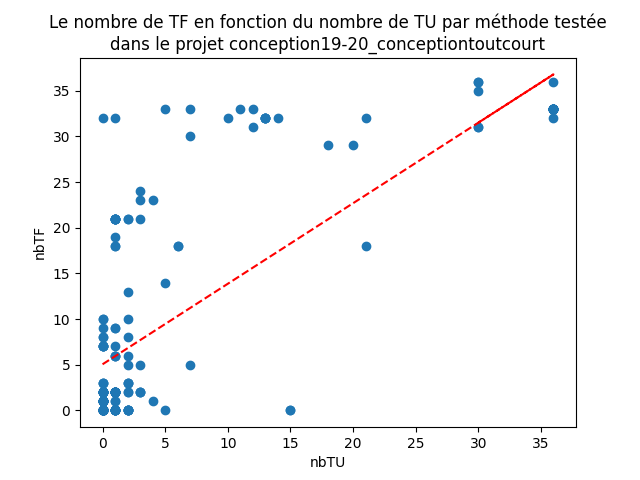 Le nombre de TF en fonction du nombre de TU par méthode testée
dans le projet conception19-20_conceptiontoutcourt
35
30
25
20
15
10
5
0
nbTF
0 5 10 15 20 25 30 35
nbTU